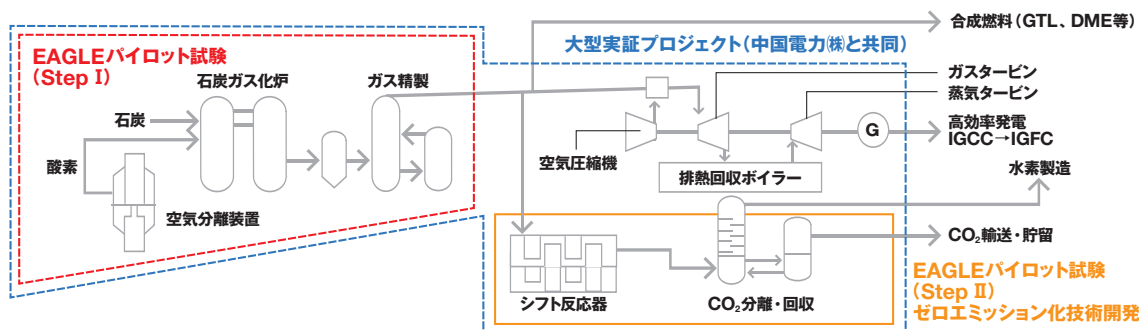 合成燃料（GTL、DME等）
EAGLEパイロット試験
（Step Ⅰ）
大型実証プロジェクト（中国電力㈱と共同）
石炭ガス化炉
ガス精製
ガスタービン
蒸気タービン
石炭
酸素
空気分離装置
空気圧縮機
G
高効率発電
IGCC→IGFC
排熱回収ボイラー
水素製造
シフト反応器
CO₂分離・回収
CO₂輸送・貯留
EAGLEパイロット試験
（Step Ⅱ）
ゼロエミッション化技術開発